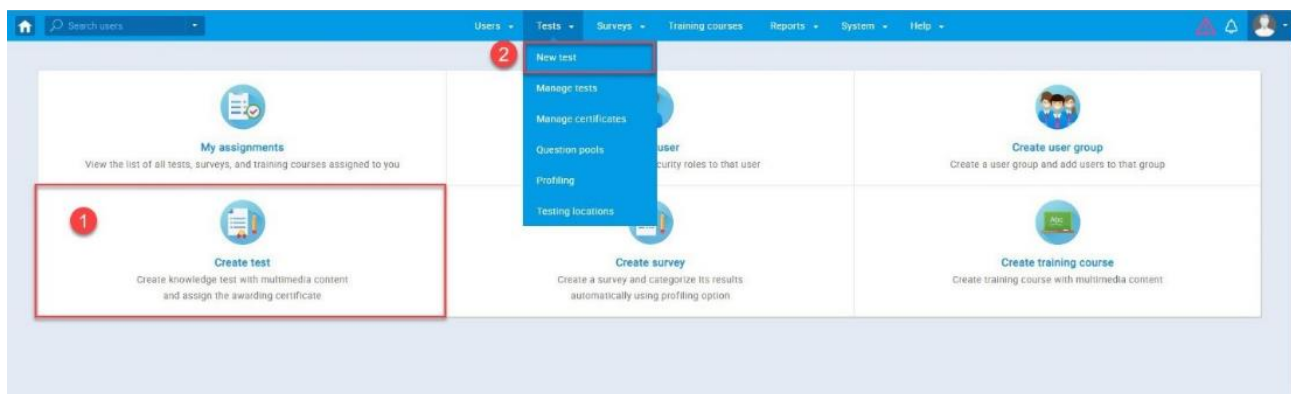 Search users
Users
Tests
Surveys
Training courses
Reports
System
Help
2
New test
Manage tests
Manage certificates
Question pools
Profiling
Testing locations
My assignments
View the list of all tests, surveys, and training courses assigned to you
user
curity roles to that user
Create user group
Create a user group and add users to that group
1
Create test
Create knowledge test with multimedia content
and assign the awarding certificate
Create survey
Create a survey and categorize its results
automatically using profiling option
Create training course
Create training course with multimedia content